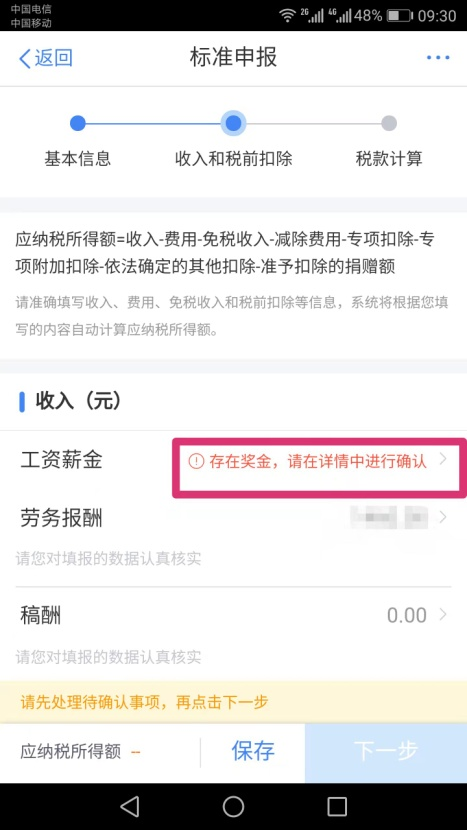 中国电信
中国移动
2G 4G 48% 09:30
返回 标准申报
基本信息 收入和税前扣除 税款计算
应纳税所得额=收入-费用-免税收入-减除费用-专项扣除-专
项附加扣除-依法确定的其他扣除-准予扣除的捐赠额
请准确填写收入、费用、免税收入和税前扣除等信息，系统将根据您填
写的内容自动计算应纳税所得额。
收入（元）
工资薪金 存在奖金，请在详情中进行确认
劳务报酬
请您对填报的数据认真核实
稿酬 0.00
请您对填报的数据认真核实
请先处理待确认事项，再点击下一步
应纳税所得额 -- 保存 下一步